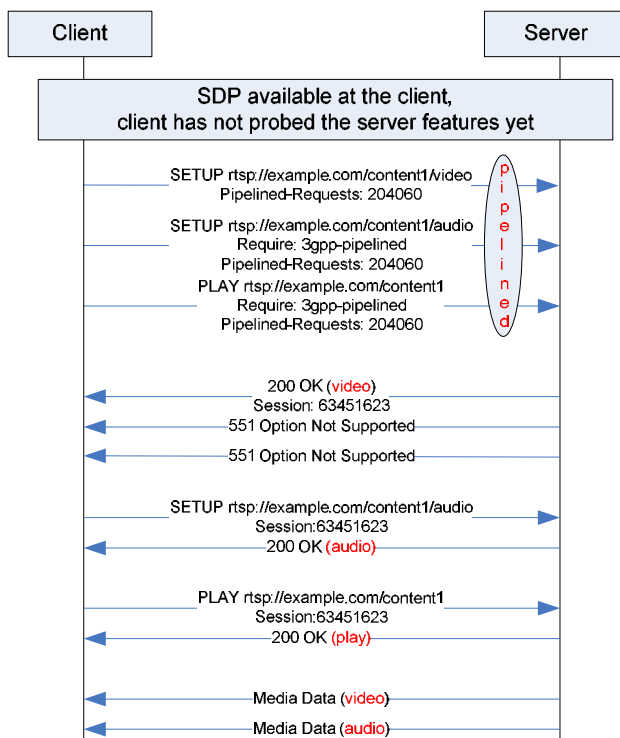 Client
Server
SDP available at the client,
client has not probed the server features yet
SETUP rtsp://example.com/content1/video
Pipelined-Requests: 204060
SETUP rtsp://example.com/content1/audio
Require: 3gpp-pipelined
Pipelined-Requests: 204060
PLAY rtsp://example.com/content1
Require: 3gpp-pipelined
Pipelined-Requests: 204060
pipelined
200 OK (video)
Session: 63451623
551 Option Not Supported
551 Option Not Supported
SETUP rtsp://example.com/content1/audio
Session:63451623
200 OK (audio)
PLAY rtsp://example.com/content1
Session:63451623
200 OK (play)
Media Data (video)
Media Data (audio)